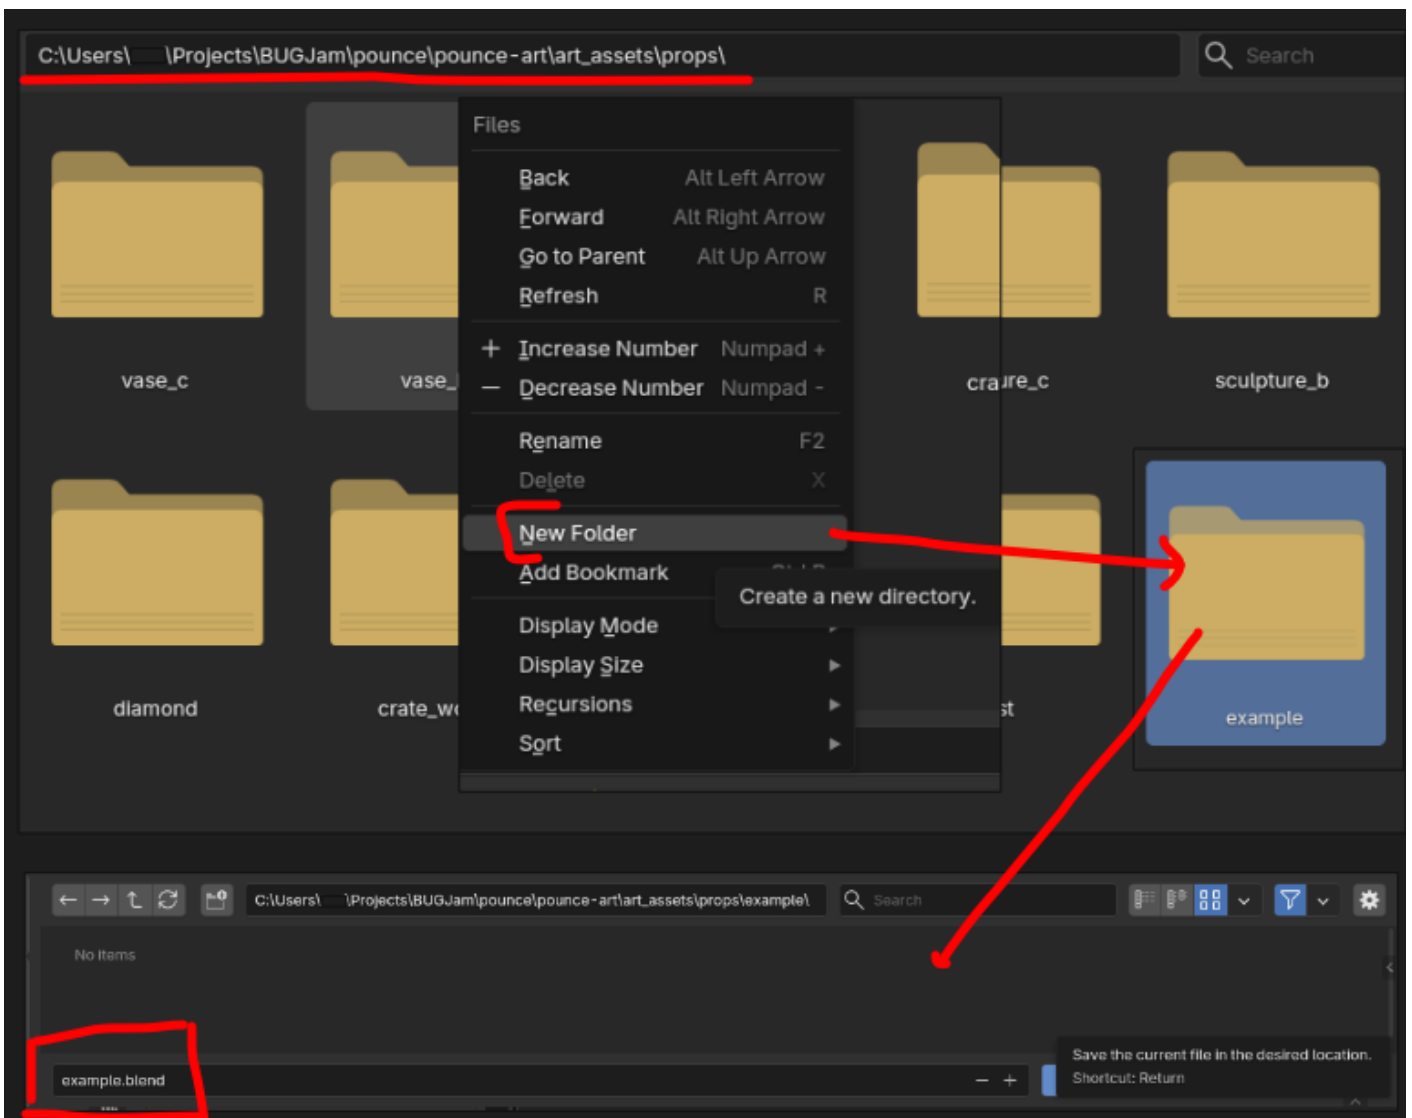 C:\Users\ \Projects\BUGJam\pounce\pounce-art\art_assets\props\
Search
Files
Back Alt Left Arrow
Forward Alt Right Arrow
Go to Parent Alt Up Arrow
Refresh R
+ Increase Number Numpad +
− Decrease Number Numpad -
Rename F2
Delete X
New Folder
Add Bookmark
Create a new directory.
Display Mode
Display Size
Recursions
Sort
vase_c
vase_
sculpture_b
diamond
example
C:\Users\ \Projects\BUGJam\pounce\pounce-art\art_assets\props\example\
Search
No Items
example.blend
− +
Save the current file in the desired location.
Shortcut: Return